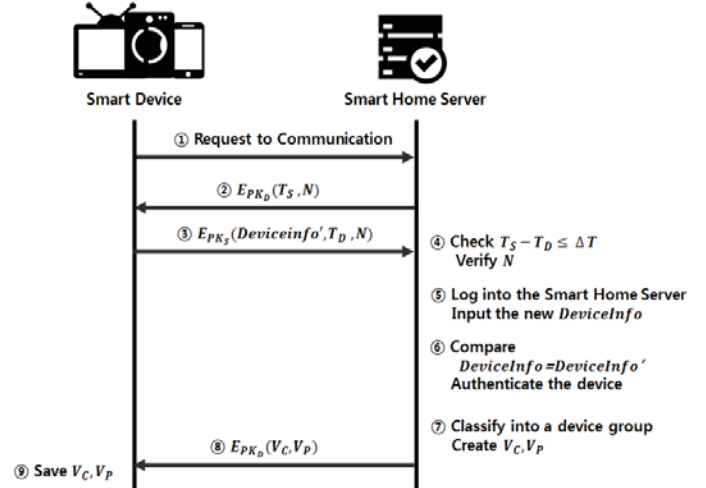 Smart Device
Smart Home Server
① Request to Communication
② E_{PK_D}(T_S, N)
③ E_{PK_S}(Deviceinfo′, T_D, N)
④ Check T_S − T_D ≤ ΔT
Verify N
⑤ Log into the Smart Home Server
Input the new DeviceInfo
⑥ Compare
DeviceInfo=DeviceInfo′
Authenticate the device
⑦ Classify into a device group
Create V_C, V_P
⑧ E_{PK_D}(V_C, V_P)
⑨ Save V_C, V_P